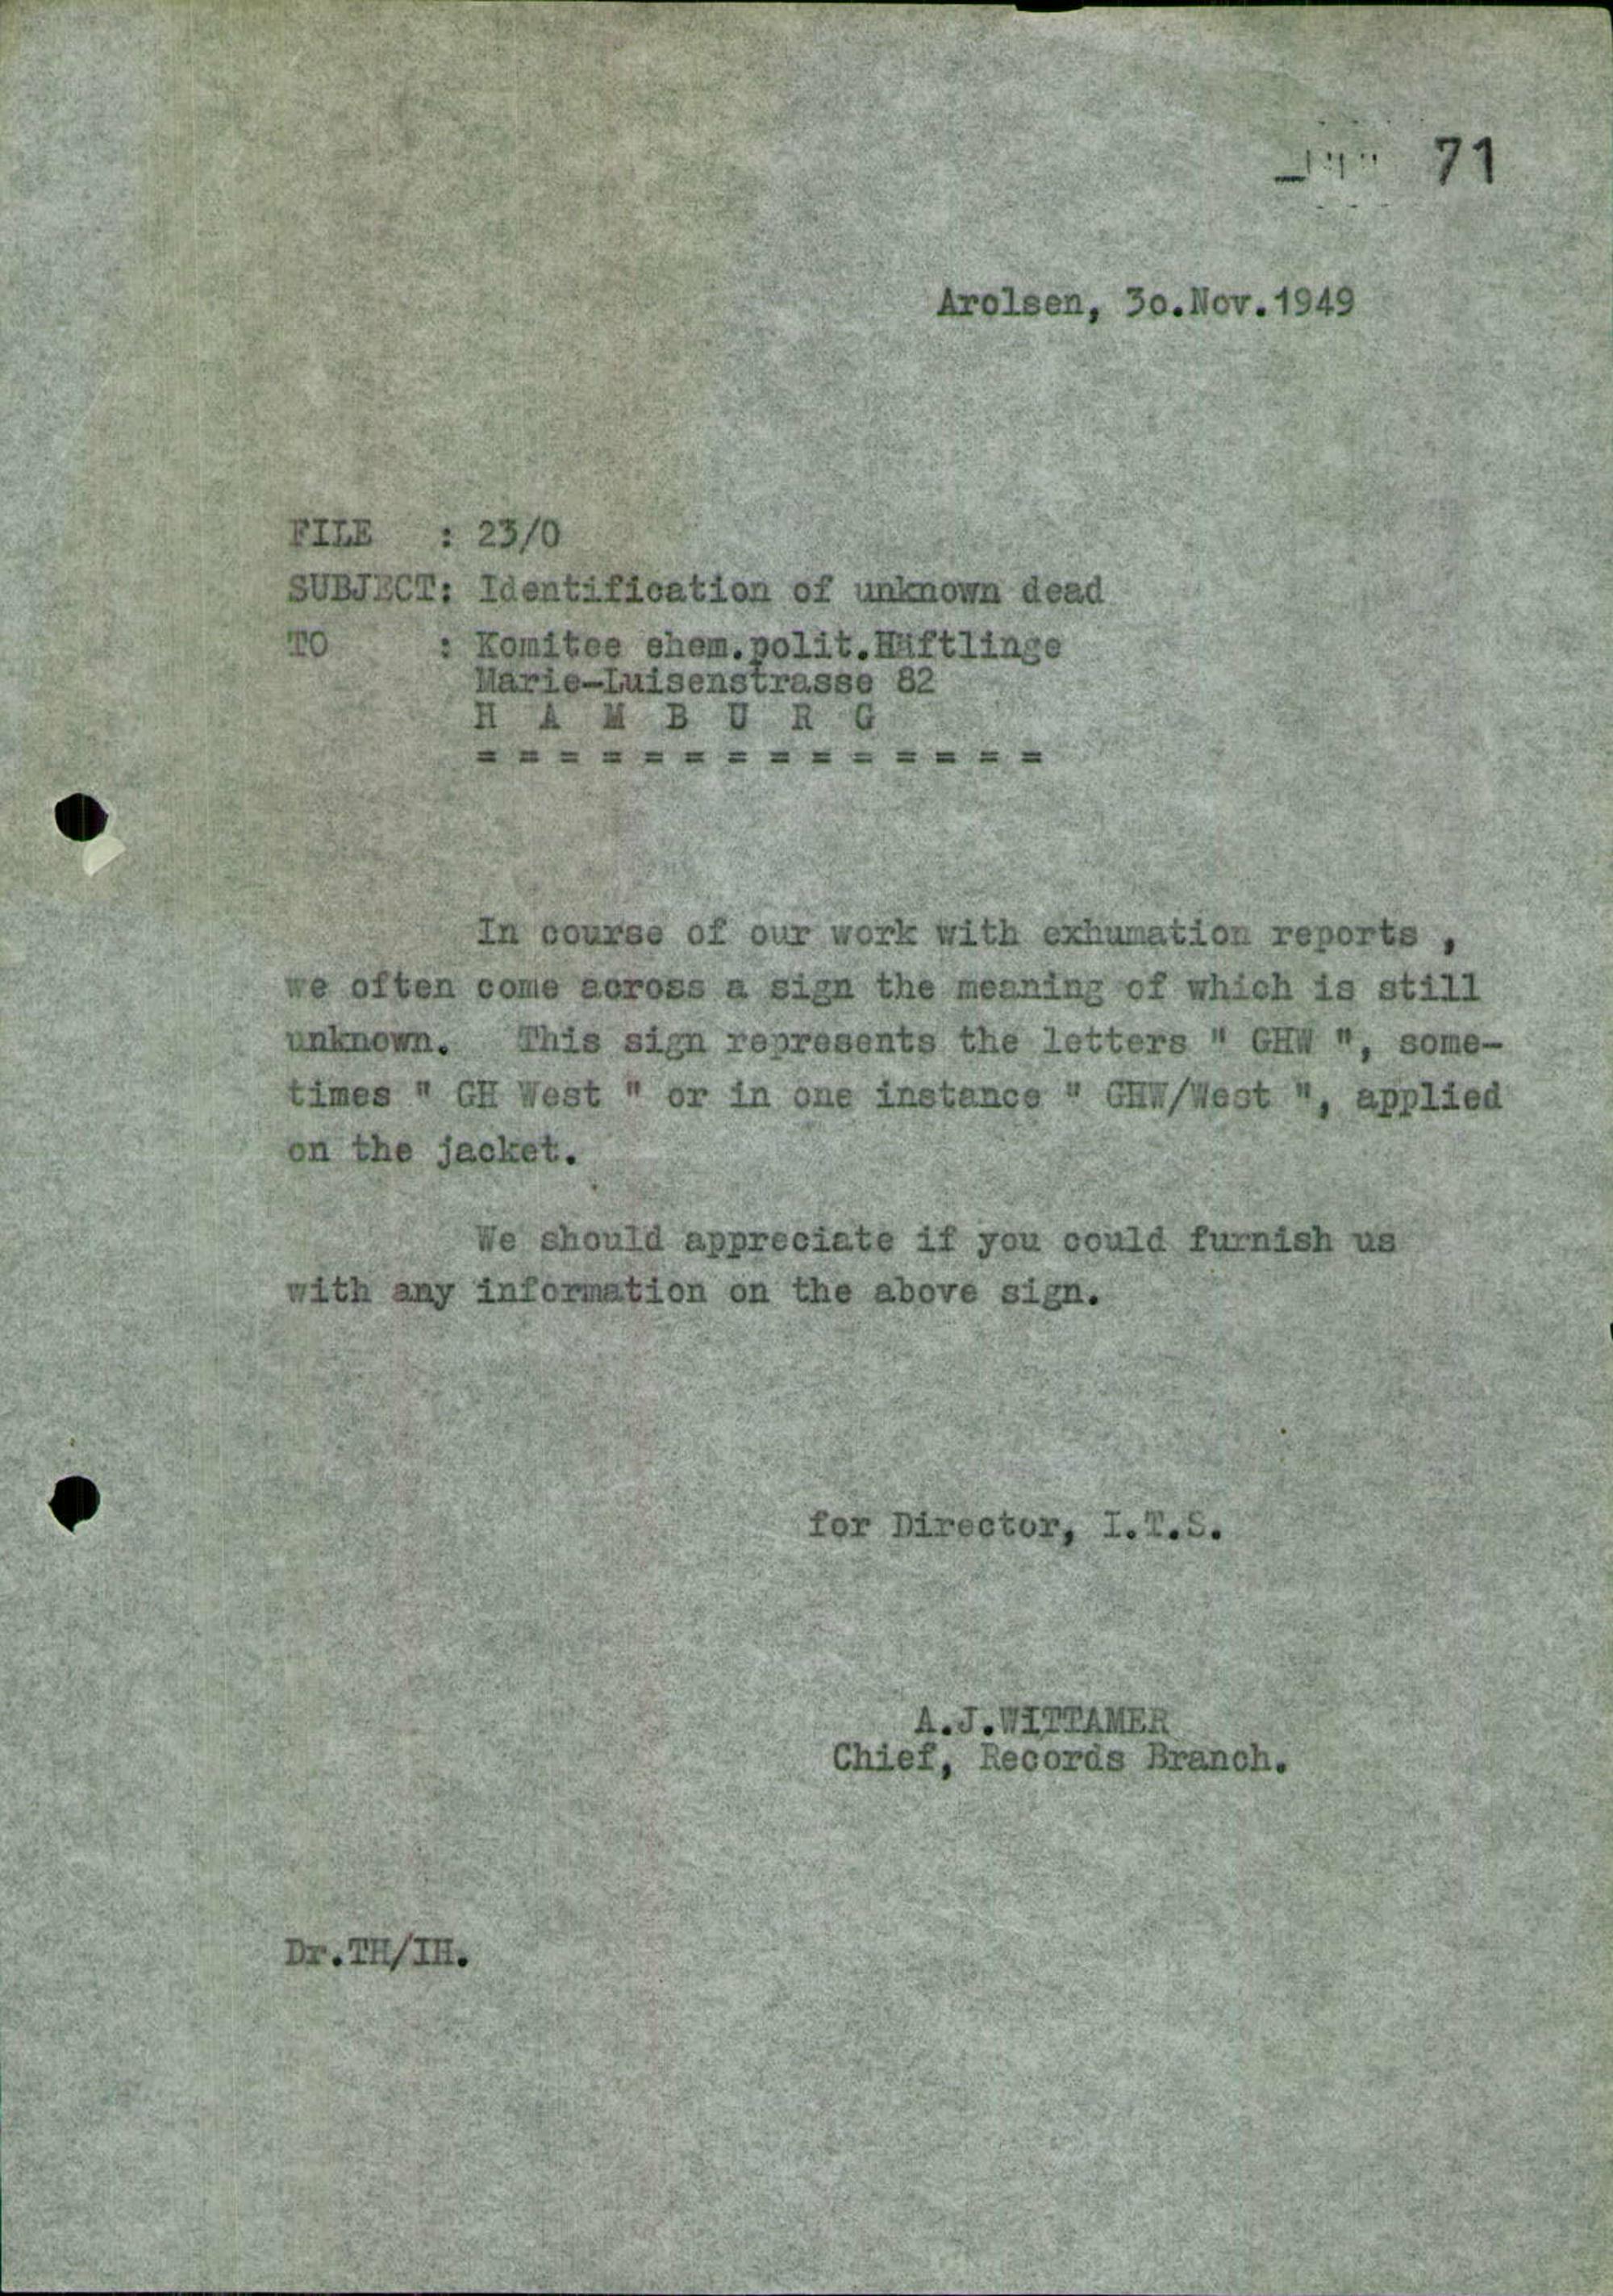 71
Arolsen, 3o.Nov.1949
FILE : 23/0
SUBJECT: Identification of unknown dead
TO : Komitee ehem.polit.Häftlinge
Marie-Luisenstrasse 82
H A M B U R G
= = = = = = = = = = = = = =
In course of our work with exhumation reports ,
we often come across a sign the meaning of which is still
unknown. This sign represents the letters " GHW ", some-
times " GH West " or in one instance " GHW/West ", applied
on the jacket.
We should appreciate if you could furnish us
with any information on the above sign.
for Director, I.T.S.
A.J.WITTAMER
Chief, Records Branch.
Dr.TH/IH.